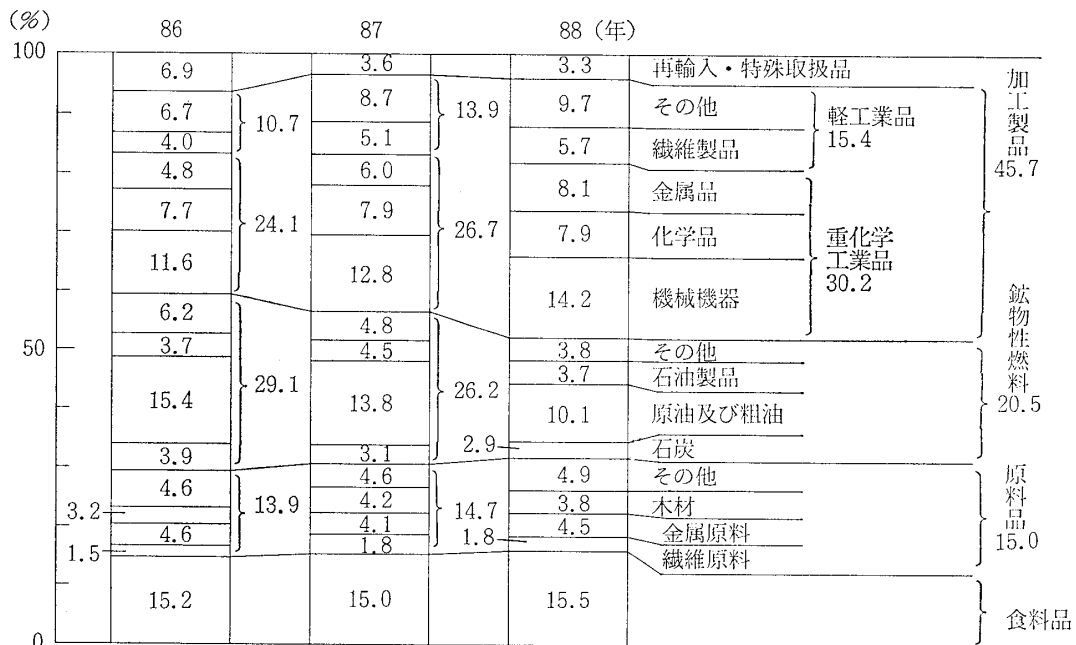 (%)
86 87 88 (年)
100
6.9 3.6 3.3 再輸入・特殊取扱品
6.7 10.7 8.7 13.9 9.7 その他
4.0 5.1 5.7 繊維製品
軽工業品
15.4
4.8 6.0 8.1 金属品
7.7 24.1 7.9 26.7 7.9 化学品
11.6 12.8 14.2 機械機器
重化学
工業品
30.2
加工製品
45.7
6.2 4.8 3.8 その他
50
3.7 4.5 3.7 石油製品
15.4 29.1 13.8 26.2 10.1 原油及び粗油
3.9 3.1 2.9 石炭
鉱物性燃料
20.5
4.6 13.9 4.6 14.7 4.9 その他
3.2 4.2 3.8 木材
4.6 4.1 4.5 金属原料
1.5 1.8 1.8 繊維原料
原料品
15.0
15.2 15.0 15.5 食料品
0